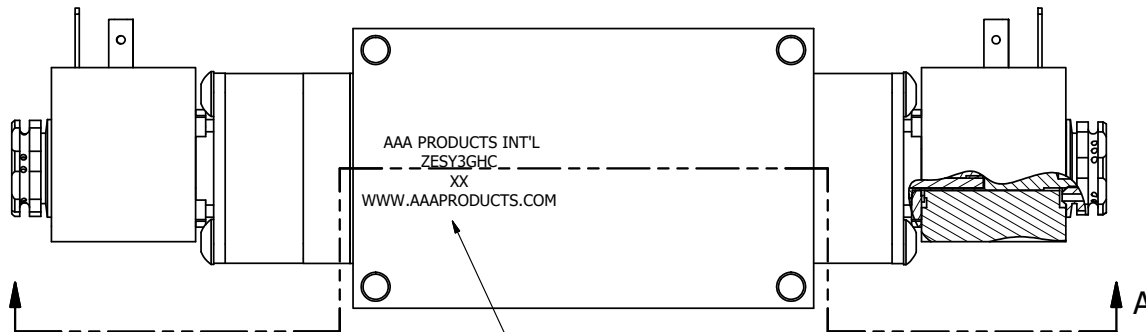 AAA PRODUCTS INT'L
ZESY3GHC
XX
WWW.AAAPRODUCTS.COM
A